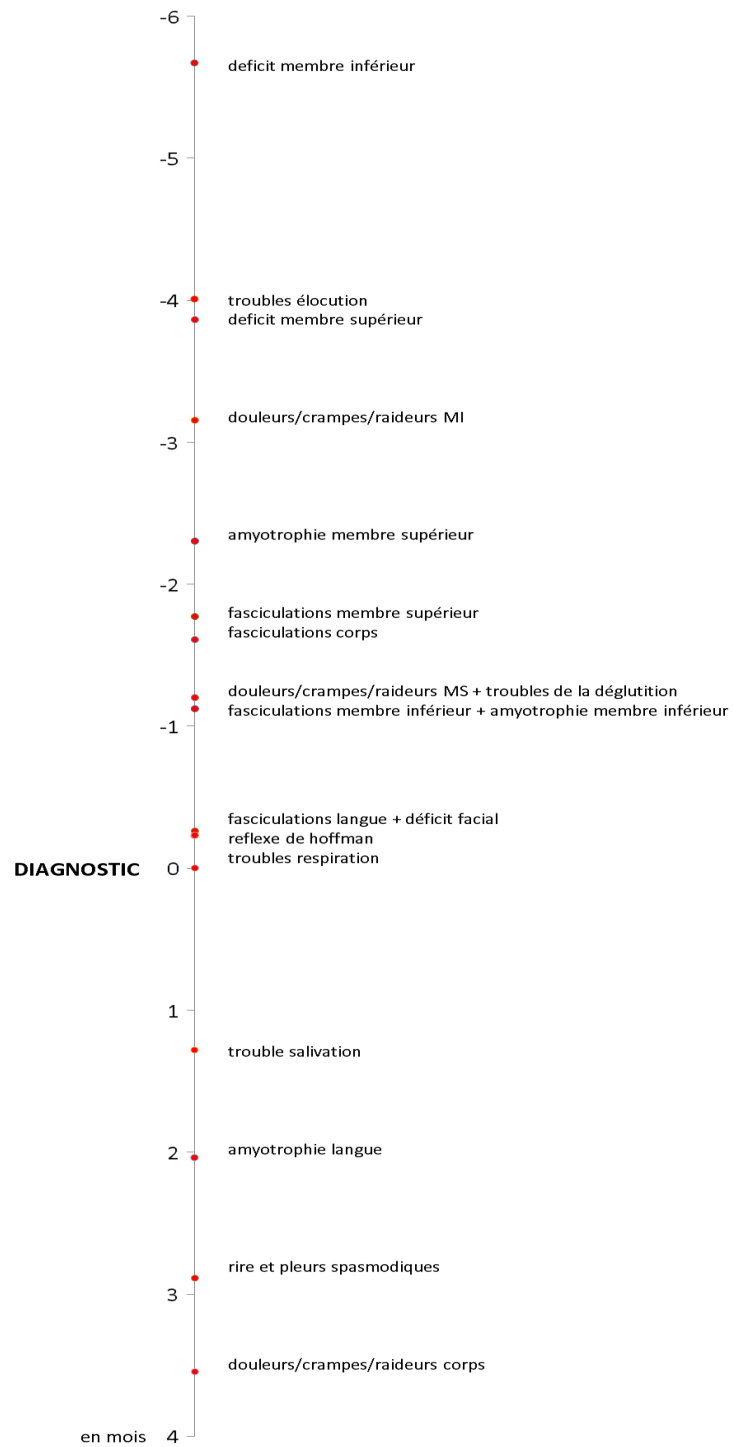 -6
deficit membre inférieur
-5
-4 troubles élocution
deficit membre supérieur
douleurs/crampes/raideurs MI
-3
amyotrophie membre supérieur
-2
fasciculations membre supérieur
fasciculations corps
douleurs/crampes/raideurs MS + troubles de la déglutition
fasciculations membre inférieur + amyotrophie membre inférieur
-1
fasciculations langue + déficit facial
reflexe de hoffman
troubles respiration
DIAGNOSTIC 0
1
trouble salivation
2 amyotrophie langue
rire et pleurs spasmodiques
3
douleurs/crampes/raideurs corps
en mois 4